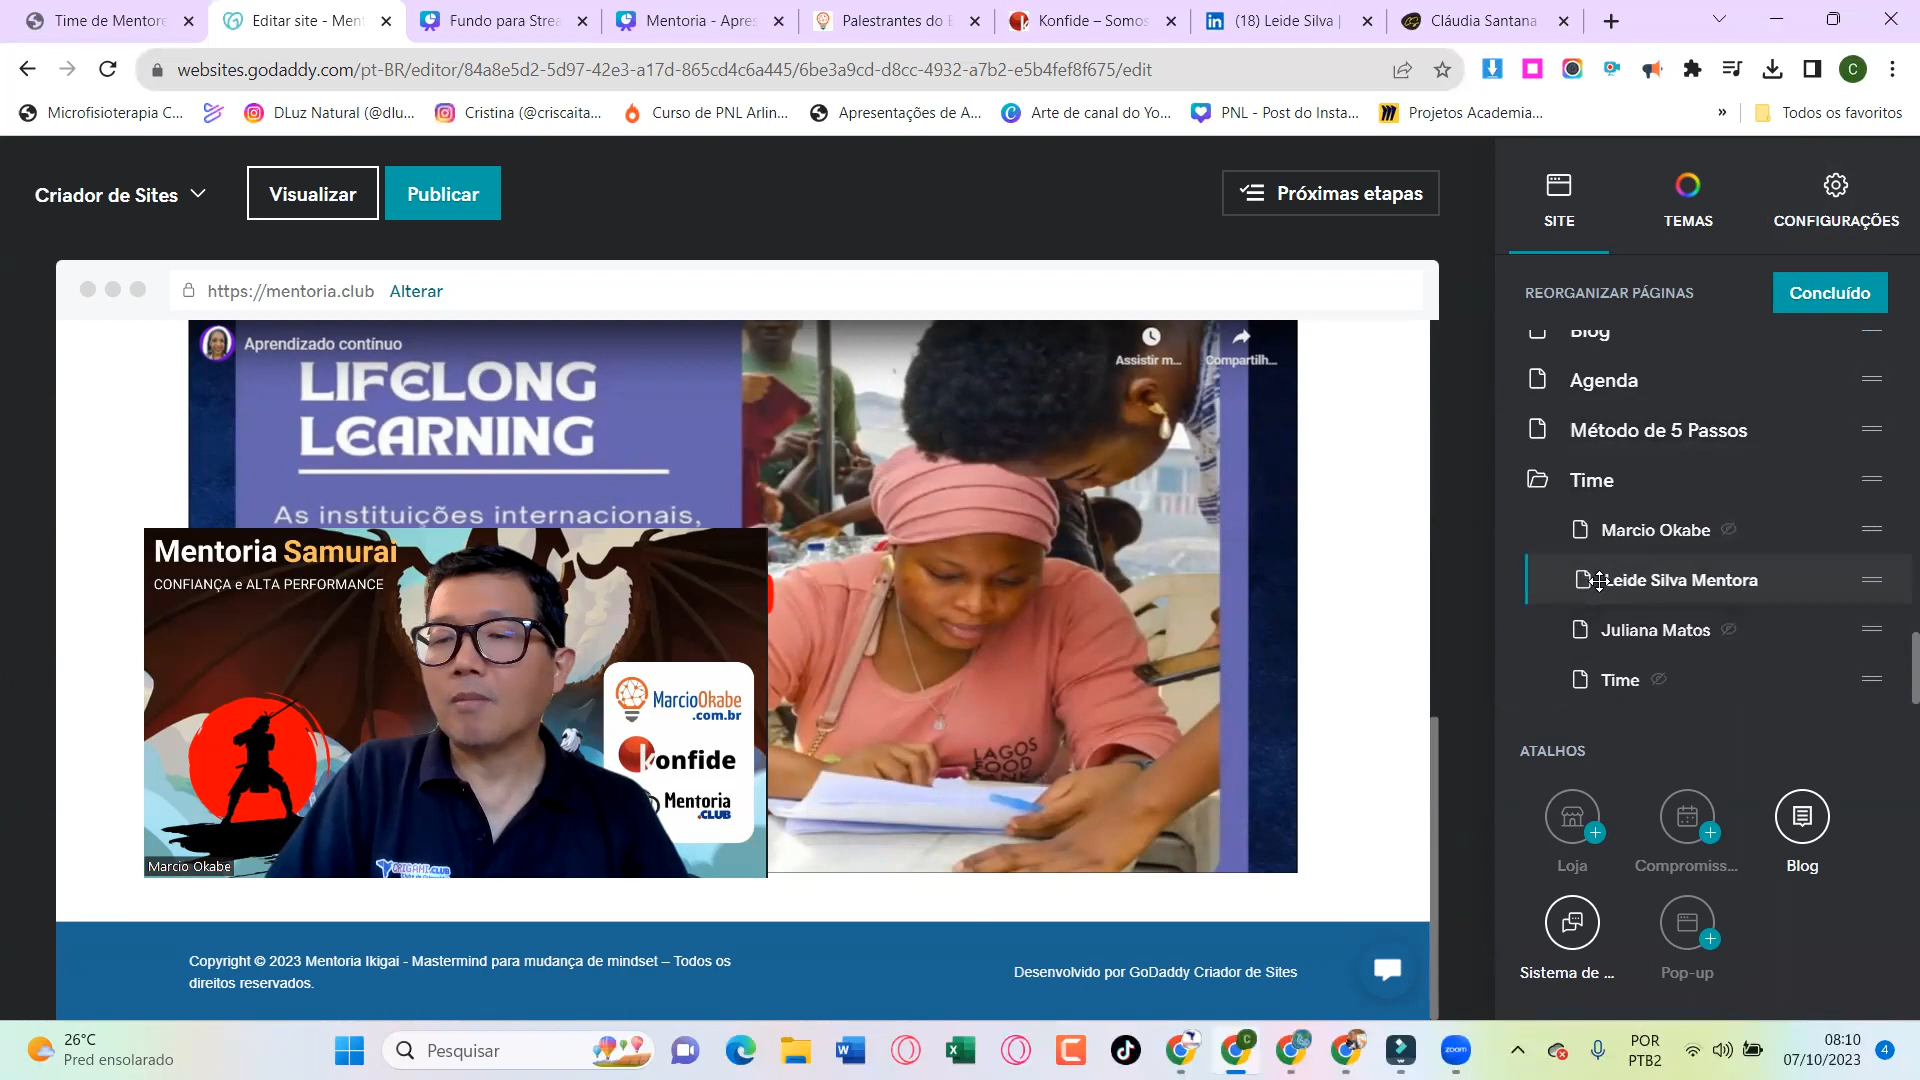 Time de Mentore
Editar site - Ment
Fundo para Strea
Mentoria - Apres
Palestrantes do E
Konfide – Somos
(18) Leide Silva |
Cláudia Santana
websites.godaddy.com/pt-BR/editor/84a8e5d2-5d97-42e3-a17d-865cd4c6a445/6be3a9cd-d8cc-4932-a7b2-e5b4fef8f675/edit
C
Microfisioterapia C...
DLuz Natural (@dlu...
Cristina (@criscaita...
Curso de PNL Arlin...
Apresentações de A...
Arte de canal do Yo...
PNL - Post do Insta...
Projetos Academia...
»
Todos os favoritos
Criador de Sites
Visualizar
Publicar
Próximas etapas
SITE
TEMAS
CONFIGURAÇÕES
https://mentoria.club Alterar
REORGANIZAR PÁGINAS
Concluído
Aprendizado contínuo
Assistir m...
Compartilh...
LIFELONG
LEARNING
As instituições internacionais,
Blog
Agenda
Método de 5 Passos
Time
Marcio Okabe
Leide Silva Mentora
Juliana Matos
Time
Mentoria Samurai
CONFIANÇA e ALTA PERFORMANCE
MarcioOkabe
.com.br
konfide
Mentoria
.CLUB
ORIGAMI.CLUB
Marcio Okabe
LAGOS
FOOD
BANK
ATALHOS
Loja
Compromiss...
Blog
Sistema de ...
Pop-up
Copyright © 2023 Mentoria Ikigai - Mastermind para mudança de mindset – Todos os
direitos reservados.
Desenvolvido por GoDaddy Criador de Sites
26°C
Pred ensolarado
Pesquisar
zoom
POR
PTB2
08:10
07/10/2023
4